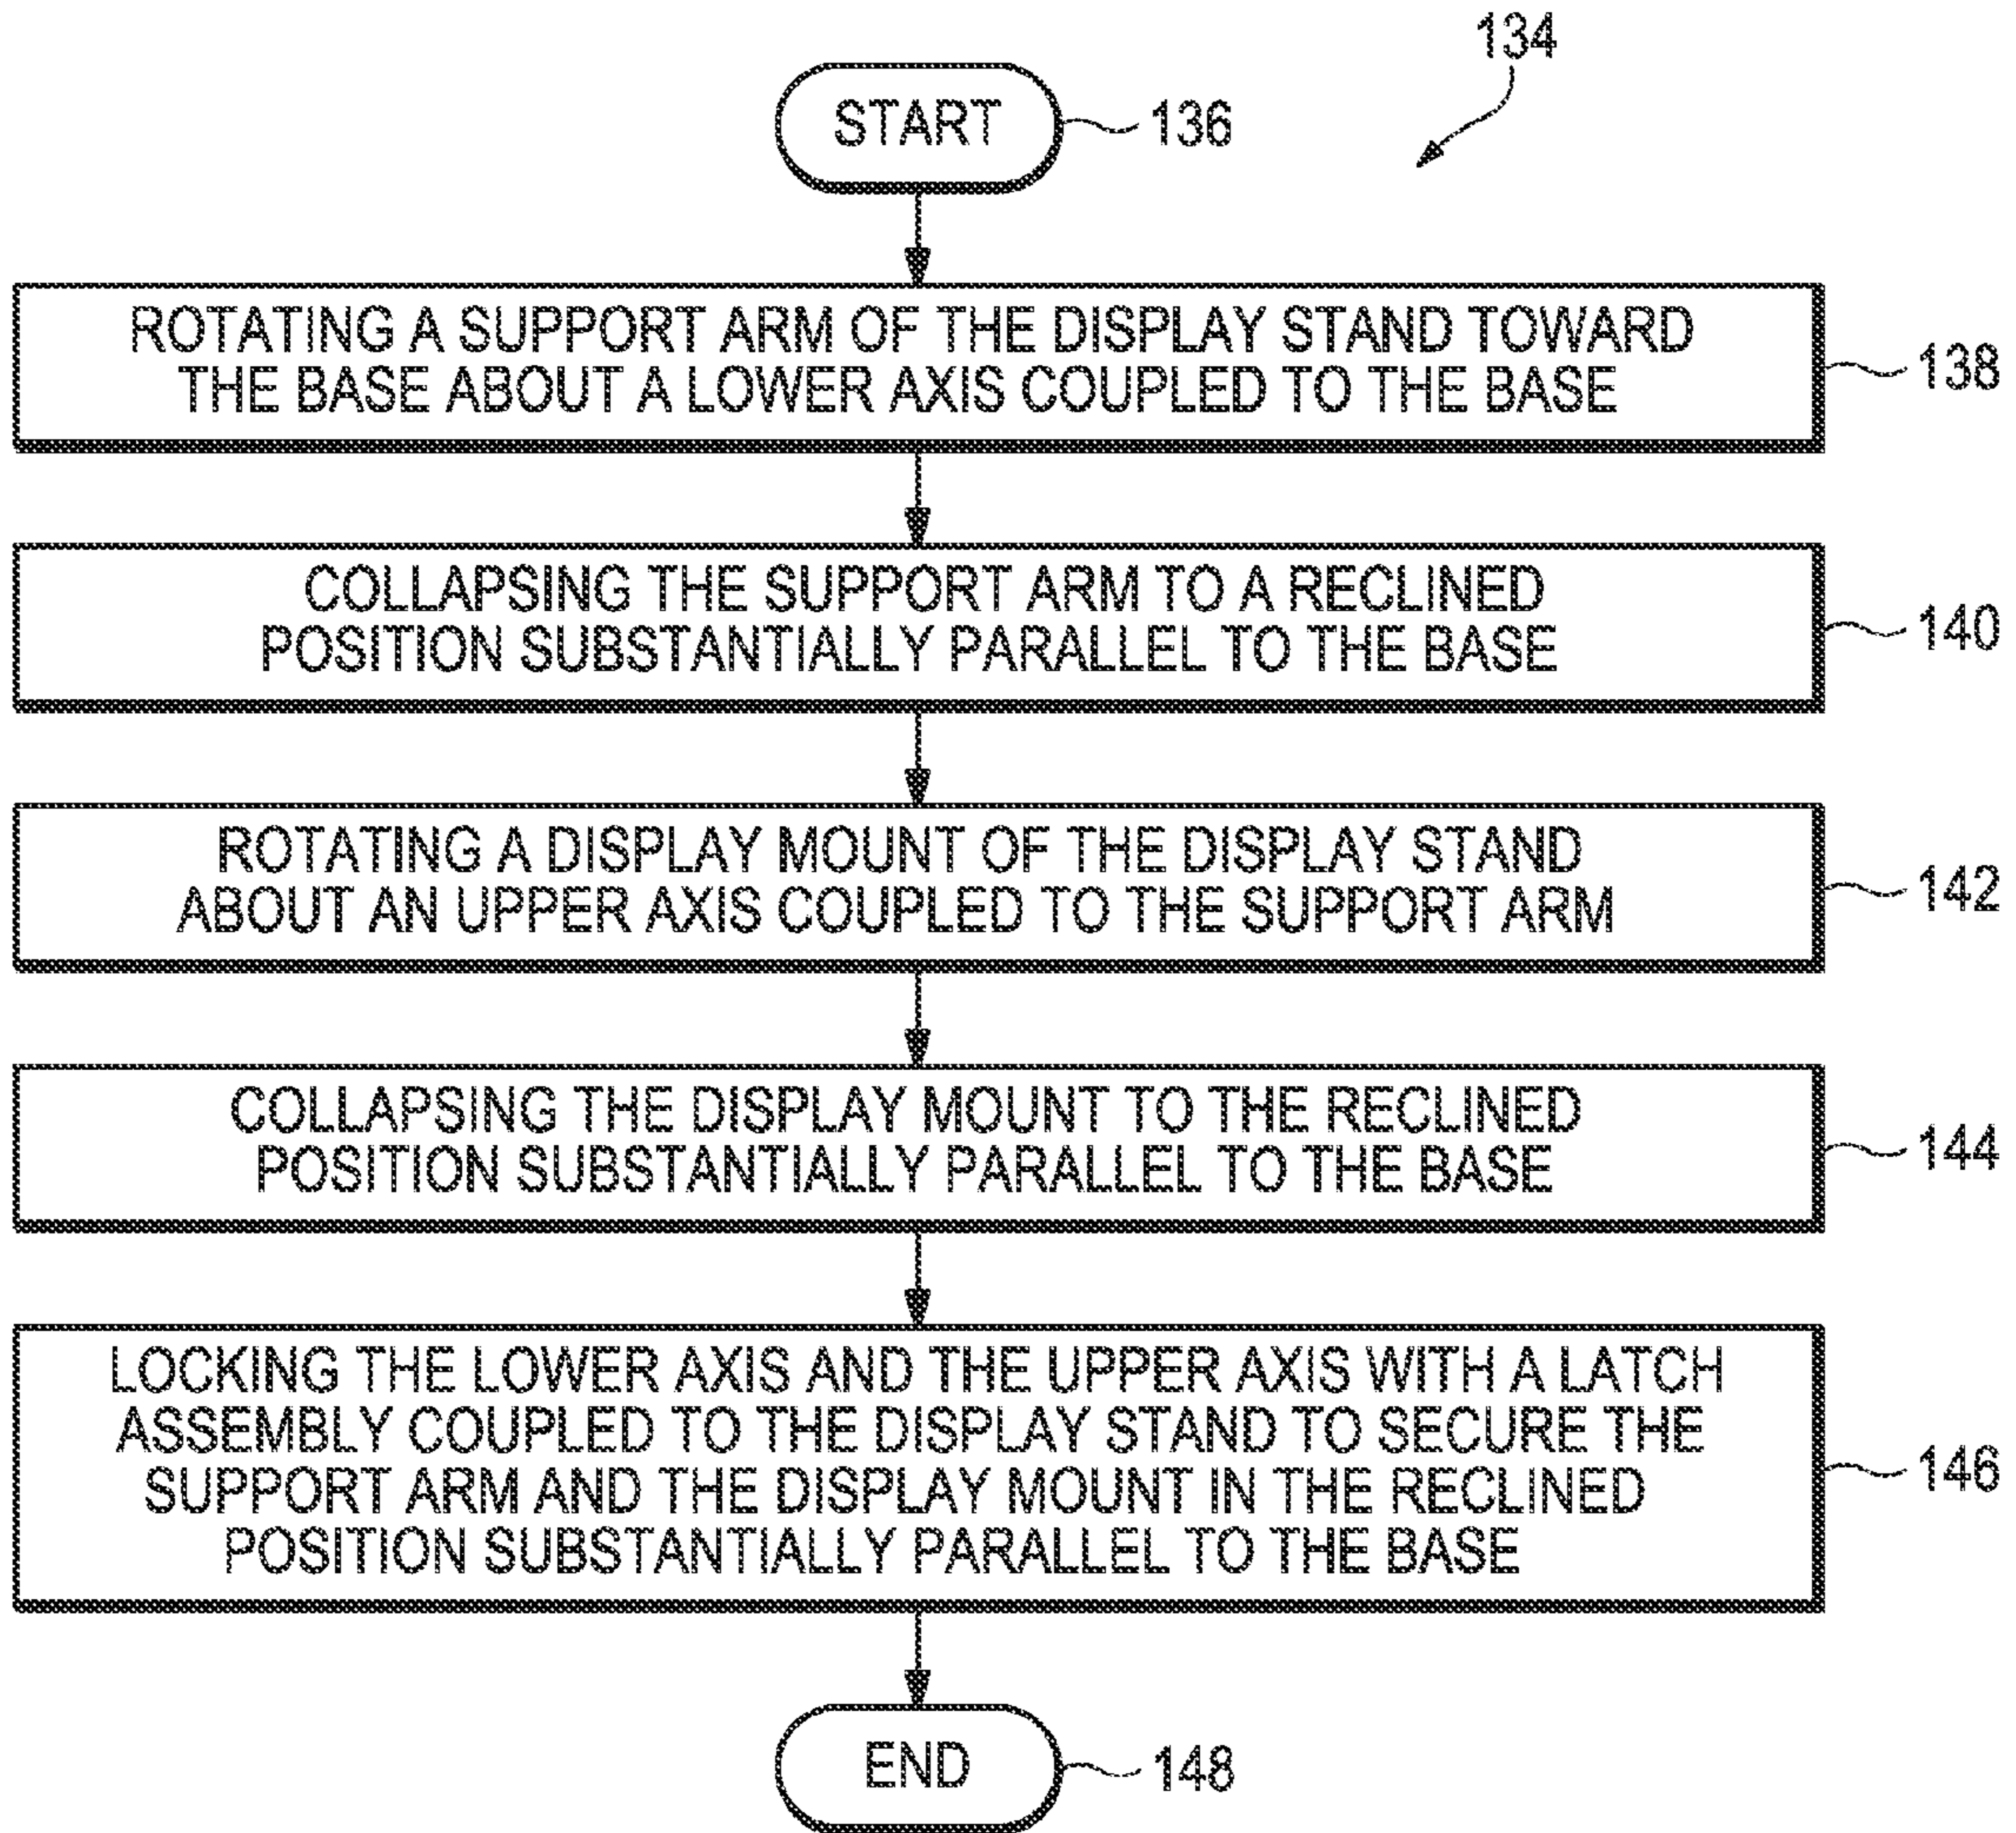 134
START
136
ROTATING A SUPPORT ARM OF THE DISPLAY STAND TOWARD
THE BASE ABOUT A LOWER AXIS COUPLED TO THE BASE
138
COLLAPSING THE SUPPORT ARM TO A RECLINED
POSITION SUBSTANTIALLY PARALLEL TO THE BASE
140
ROTATING A DISPLAY MOUNT OF THE DISPLAY STAND
ABOUT AN UPPER AXIS COUPLED TO THE SUPPORT ARM
142
COLLAPSING THE DISPLAY MOUNT TO THE RECLINED
POSITION SUBSTANTIALLY PARALLEL TO THE BASE
144
LOCKING THE LOWER AXIS AND THE UPPER AXIS WITH A LATCH
ASSEMBLY COUPLED TO THE DISPLAY STAND TO SECURE THE
SUPPORT ARM AND THE DISPLAY MOUNT IN THE RECLINED
POSITION SUBSTANTIALLY PARALLEL TO THE BASE
146
END
148